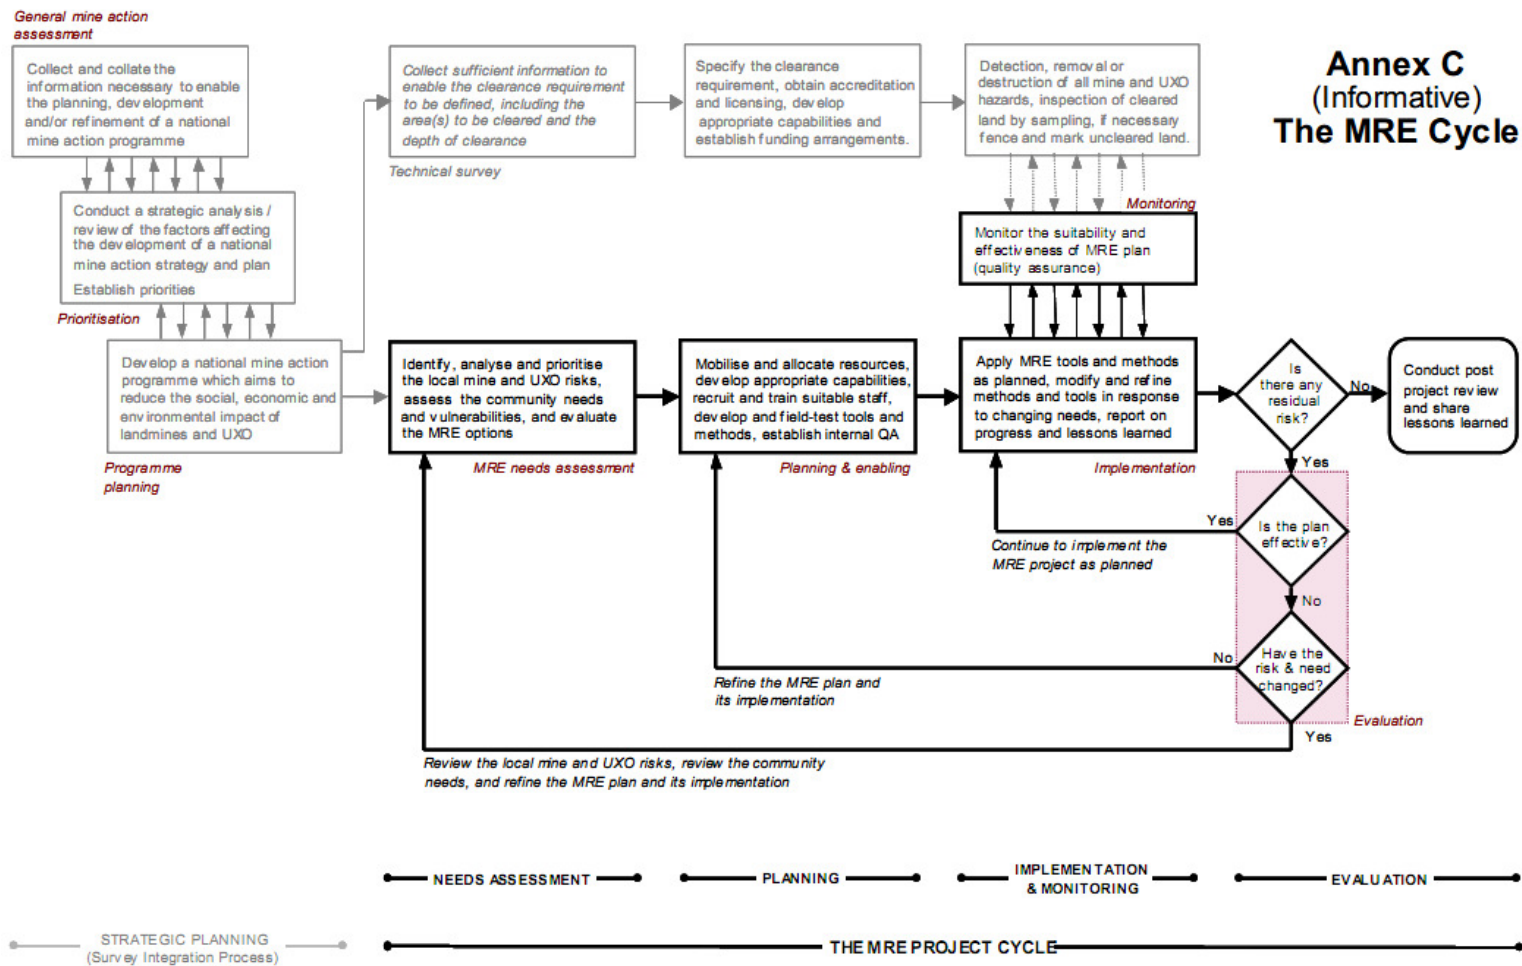 General mine action
assessment
Collect and collate the
information necessary to enable
the planning, development
and/or refinement of a national
mine action programme
Conduct a strategic analysis /
review of the factors affecting
the development of a national
mine action strategy and plan
Establish priorities
Prioritisation
Develop a national mine action
programme which aims to
reduce the social, economic and
environmental impact of
landmines and UXO
Programme
planning
Collect sufficient information to
enable the clearance requirement
to be defined, including the
area(s) to be cleared and the
depth of clearance
Technical survey
Specify the clearance
requirement, obtain accreditation
and licensing, develop
appropriate capabilities and
establish funding arrangements.
Detection, removal or
destruction of all mine and UXO
hazards, inspection of cleared
land by sampling, if necessary
fence and mark uncleared land.
Annex C
(Informative)
The MRE Cycle
Monitoring
Monitor the suitability and
effectiveness of MRE plan
(quality assurance)
Identify, analyse and prioritise
the local mine and UXO risks,
assess the community needs
and vulnerabilities, and evaluate
the MRE options
MRE needs assessment
Mobilise and allocate resources,
develop appropriate capabilities,
recruit and train suitable staff,
develop and field-test tools and
methods, establish internal QA
Planning & enabling
Apply MRE tools and methods
as planned, modify and refine
methods and tools in response
to changing needs, report on
progress and lessons learned
Implementation
Is
there any
residual
risk?
No
Conduct post
project review
and share
lessons learned
Yes
Is the plan
effective?
Yes
Continue to implement the
MRE project as planned
No
Have the
risk & need
changed?
No
Refine the MRE plan and
its implementation
Evaluation
Yes
Review the local mine and UXO risks, review the community
needs, and refine the MRE plan and its implementation
NEEDS ASSESSMENT
PLANNING
IMPLEMENTATION
& MONITORING
EVALUATION
STRATEGIC PLANNING
(Survey Integration Process)
THE MRE PROJECT CYCLE